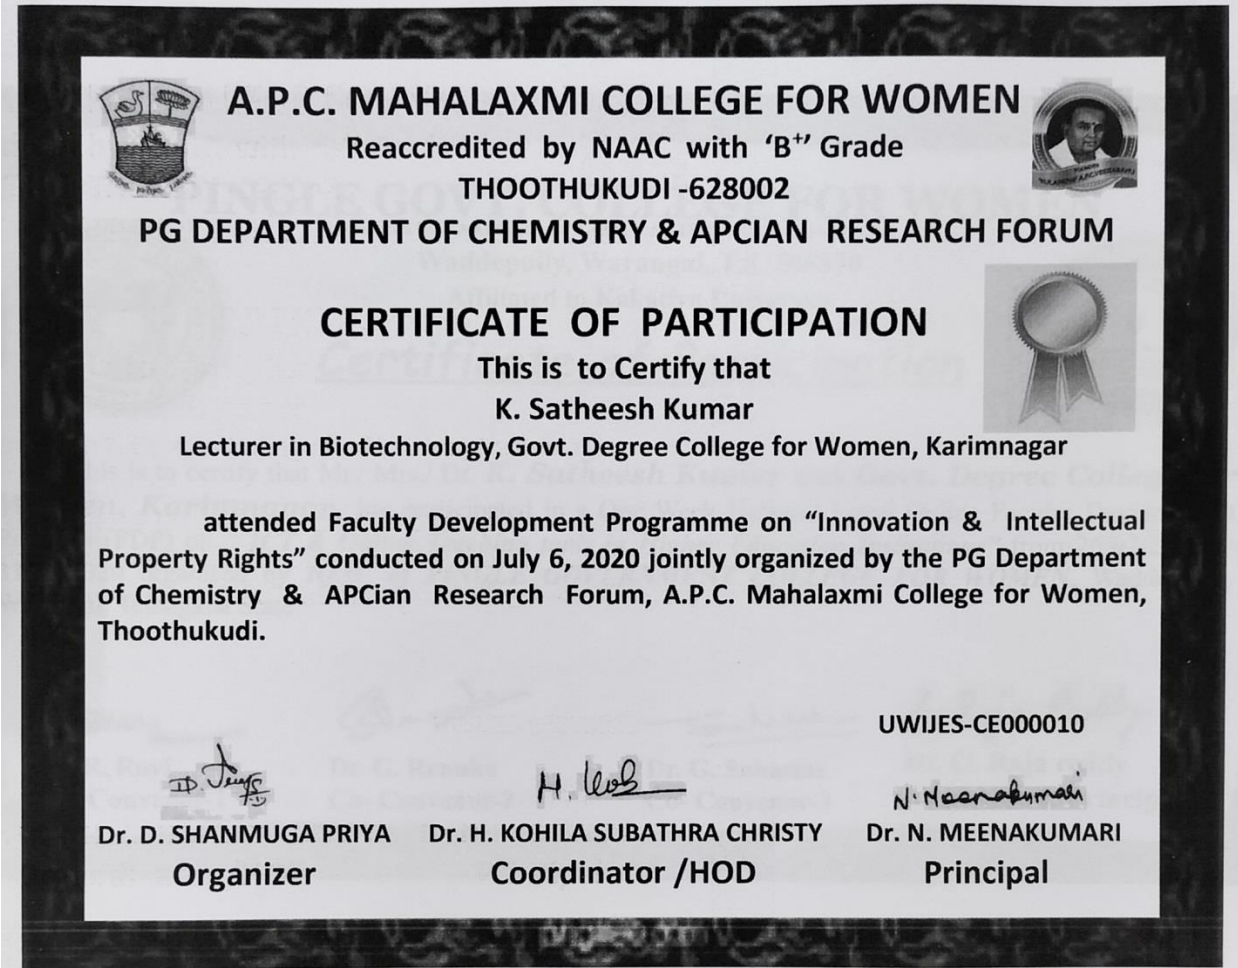 A.P.C. MAHALAXMI COLLEGE FOR WOMEN
Reaccredited by NAAC with ‘B⁺’ Grade
THOOTHUKUDI -628002
PG DEPARTMENT OF CHEMISTRY & APCIAN RESEARCH FORUM
CERTIFICATE OF PARTICIPATION
This is to Certify that
K. Satheesh Kumar
Lecturer in Biotechnology, Govt. Degree College for Women, Karimnagar
attended Faculty Development Programme on “Innovation & Intellectual
Property Rights” conducted on July 6, 2020 jointly organized by the PG Department
of Chemistry & APCian Research Forum, A.P.C. Mahalaxmi College for Women,
Thoothukudi.
UWIJES-CE000010
N. Meenakumari
Dr. D. SHANMUGA PRIYA Dr. H. KOHILA SUBATHRA CHRISTY Dr. N. MEENAKUMARI
Organizer Coordinator /HOD Principal